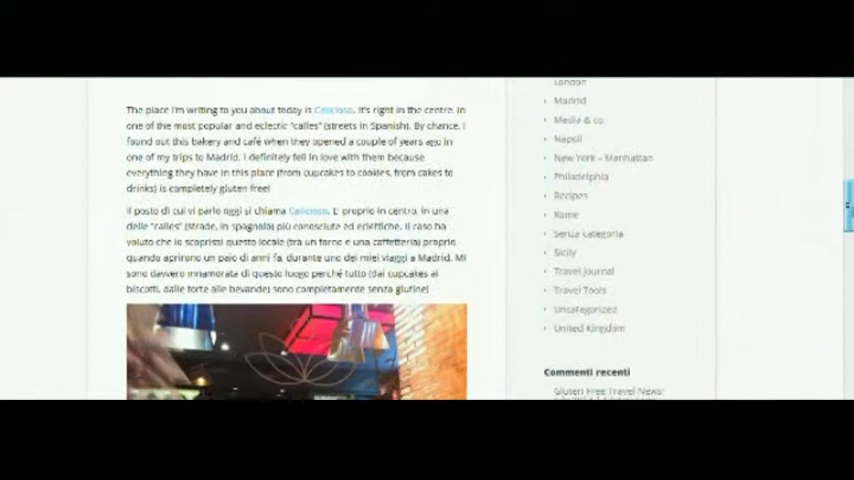 The place I'm writing to you about today is Celicioso. It's right in the centre, in
one of the most popular and eclectic "calles" (streets in Spanish). By chance, I
found out this bakery and café when they opened a couple of years ago in
one of my trips to Madrid. I definitely fell in love with them because
everything they have in this place (from cupcakes to cookies, from cakes to
drinks) is completely gluten free!
Il posto di cui vi parlo oggi si chiama Celicioso. E' proprio in centro, in una
delle "calles" (strade, in spagnolo) più conosciute ed eclettiche. Il caso ha
voluto che io scoprissi questo locale (tra un forno e una caffetteria) proprio
quando aprirono un paio di anni fa, durante uno dei miei viaggi a Madrid. Mi
sono davvero innamorata di questo luogo perché tutto (dai cupcakes ai
biscotti, dalle torte alle bevande) sono completamente senza glutine!
London
Madrid
Media & co.
Napoli
New York – Manhattan
Philadelphia
Recipes
Rome
Senza categoria
Sicily
Travel Journal
Travel Tools
Uncategorized
United Kingdom
Commenti recenti
Gluten Free Travel News: